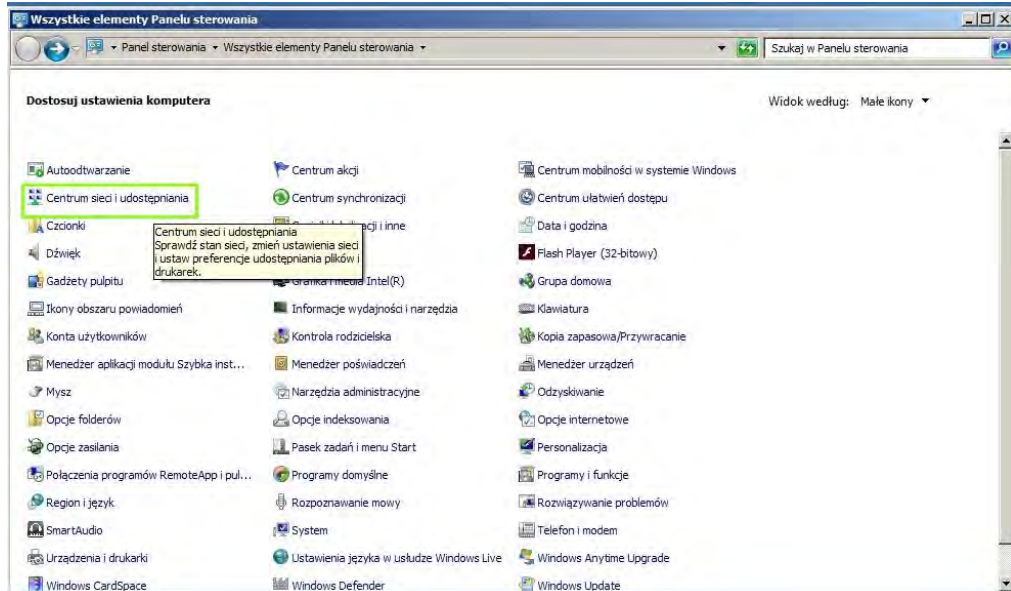 Wszystkie elementy Panelu sterowania
Panel sterowania Wszystkie elementy Panelu sterowania
Szukaj w Panelu sterowania
Dostosuj ustawienia komputera
Widok według: Małe ikony
Autoodtwarzanie
Centrum akcji
Centrum mobilności w systemie Windows
Centrum sieci i udostępniania
Centrum synchronizacji
Centrum ułatwień dostępu
Czcionki
acji i inne
Data i godzina
Centrum sieci i udostępniania
Sprawdź stan sieci, zmień ustawienia sieci
i ustaw preferencje udostępniania plików i
drukarek.
Dźwięk
Flash Player (32-bitowy)
Gadżety pulpitu
Grafika i media Intel(R)
Grupa domowa
Ikony obszaru powiadomień
Informacje wydajności i narzędzia
Klawiatura
Konta użytkowników
Kontrola rodzicielska
Kopia zapasowa/Przywracanie
Menedżer aplikacji modułu Szybka inst...
Menedżer poświadczeń
Menedżer urządzeń
Mysz
Narzędzia administracyjne
Odzyskiwanie
Opcje folderów
Opcje indeksowania
Opcje internetowe
Opcje zasilania
Pasek zadań i menu Start
Personalizacja
Połączenia programów RemoteApp i pul...
Programy domyślne
Programy i funkcje
Region i język
Rozpoznawanie mowy
Rozwiązywanie problemów
SmartAudio
System
Telefon i modem
Urządzenia i drukarki
Ustawienia języka w usłudze Windows Live
Windows Anytime Upgrade
Windows CardSpace
Windows Defender
Windows Update